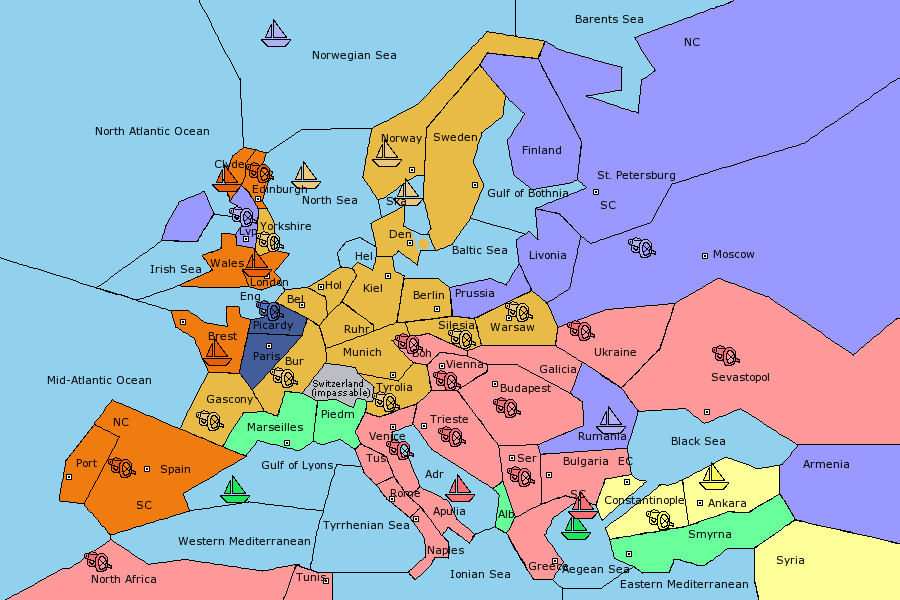 Barents Sea
NC
Norwegian Sea
North Atlantic Ocean
Norway
Sweden
Finland
Clyde
St. Petersburg
Edinburgh
North Sea
Ska
Gulf of Bothnia
SC
Lvp
Yorkshire
Den
Baltic Sea
Hel
Livonia
Moscow
Irish Sea
Wales
London
Eng
Bel
Hol
Kiel
Berlin
Prussia
Picardy
Brest
Ruhr
Silesia
Warsaw
Paris
Bur
Munich
Boh
Ukraine
Vienna
Galicia
Mid-Atlantic Ocean
Switzerland
(impassable)
Tyrolia
Budapest
Sevastopol
Gascony
NC
Marseilles
Piedm
Trieste
Venice
Rumania
Black Sea
Port
Spain
Gulf of Lyons
Tus
Adr
Ser
Bulgaria
EC
Armenia
SC
Rome
SC
Constantinople
Ankara
Apulia
Alb
Tyrrhenian Sea
Smyrna
Western Mediterranean
Naples
Greece
Aegean Sea
Syria
North Africa
Tunis
Ionian Sea
Eastern Mediterranean